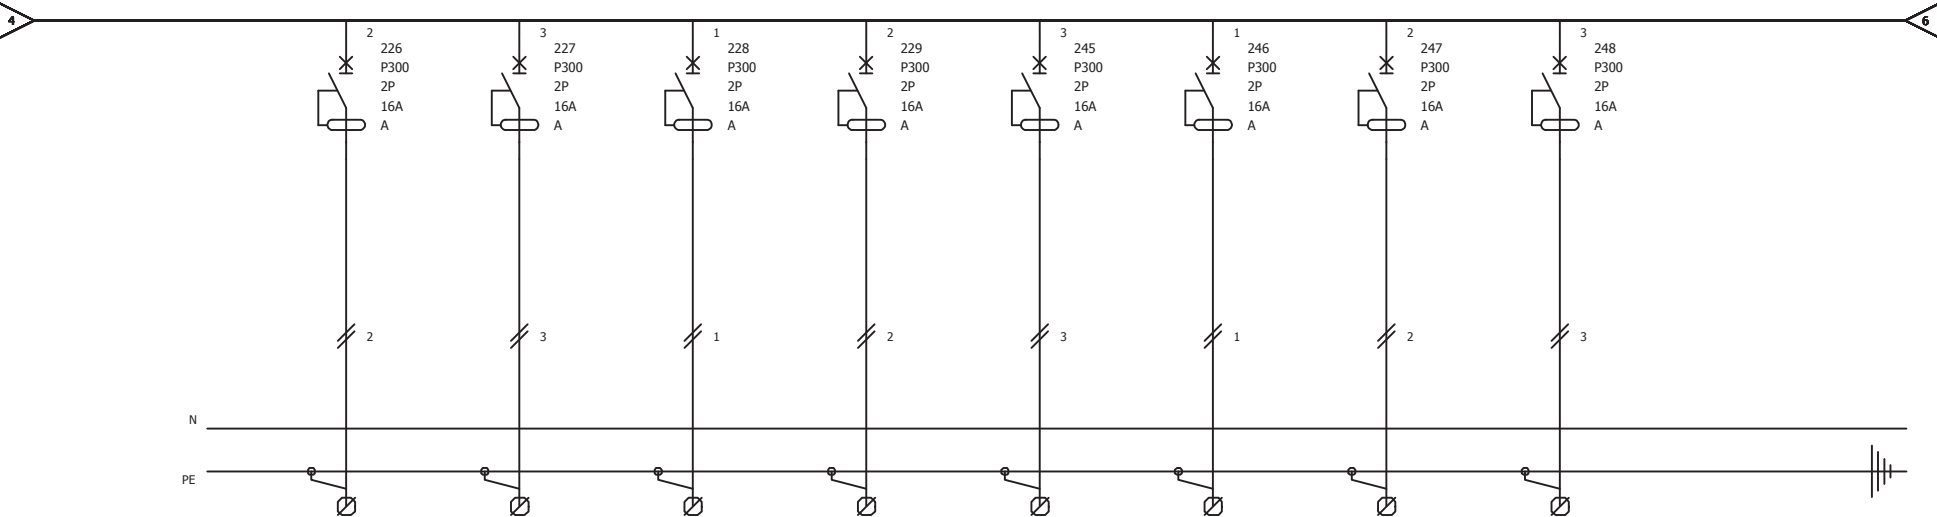 4
6
2 3 1 2 3 1 2 3
226 227 228 229 245 246 247 248
P300 P300 P300 P300 P300 P300 P300 P300
2P 2P 2P 2P 2P 2P 2P 2P
16A 16A 16A 16A 16A 16A 16A 16A
A A A A A A A A
2 3 1 2 3 1 2 3
N
PE